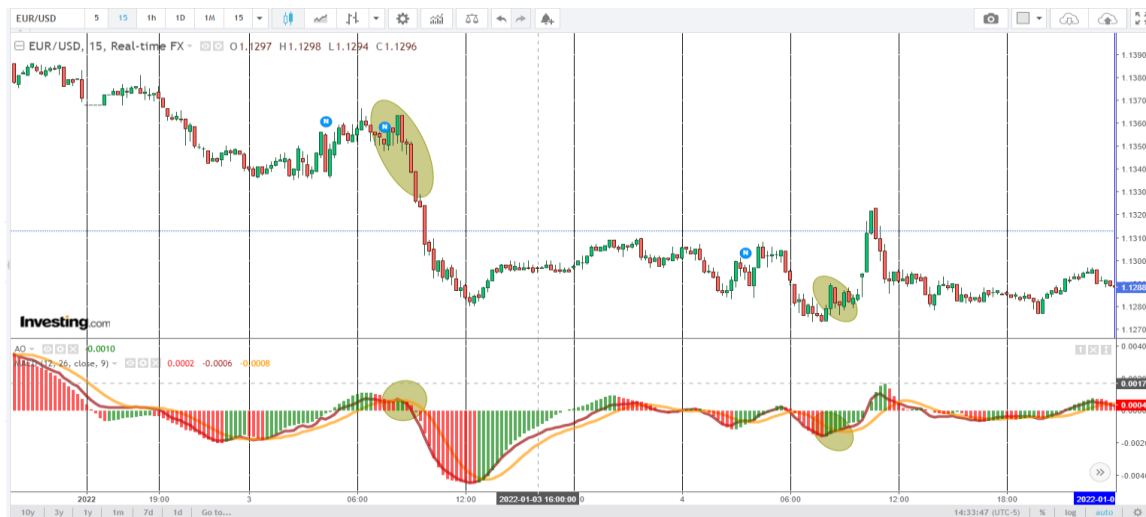 EUR/USD 5 15 1h 1D 1M 15
EUR/USD, 15, Real-time FX O1.1297 H1.1298 L1.1294 C1.1296
1.1390
1.1380
1.1370
1.1360
1.1350
1.1340
1.1330
1.1320
1.1310
1.1300
1.1290
1.1288
1.1280
1.1270
N
N
N
Investing.com
AO -0.0010
(12, 26, close, 9) 0.0002 -0.0006 -0.0008
0.0040
0.0017
0.0004
0.0000
-0.0020
2022 19:00 3 06:00 12:00 2022-01-03 16:00:00 4 06:00 12:00 18:00 2022-01-0
10y 3y 1y 1m 7d 1d Go to... 14:33:47 (UTC-5) % log auto